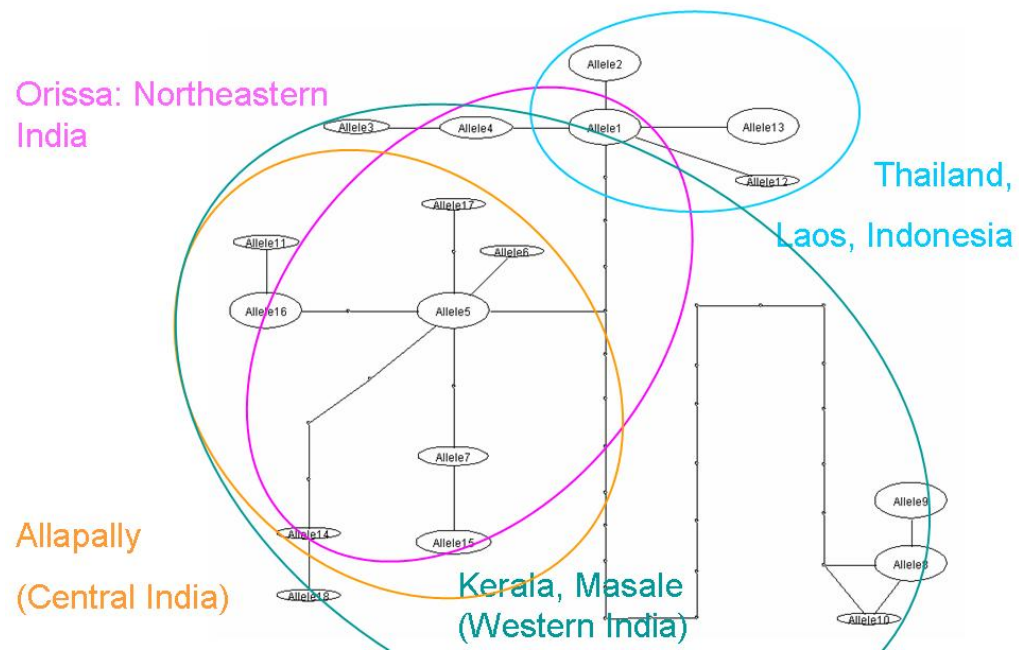 Orissa: Northeastern
India
Allele2
Allele3
Allele4
Allele1
Allele13
Allele12
Thailand,
Laos, Indonesia
Allele17
Allele11
Allele6
Allele16
Allele5
Allele7
Allele9
Allele14
Allele15
Allele8
Allele18
Allele10
Allapally
(Central India)
Kerala, Masale
(Western India)